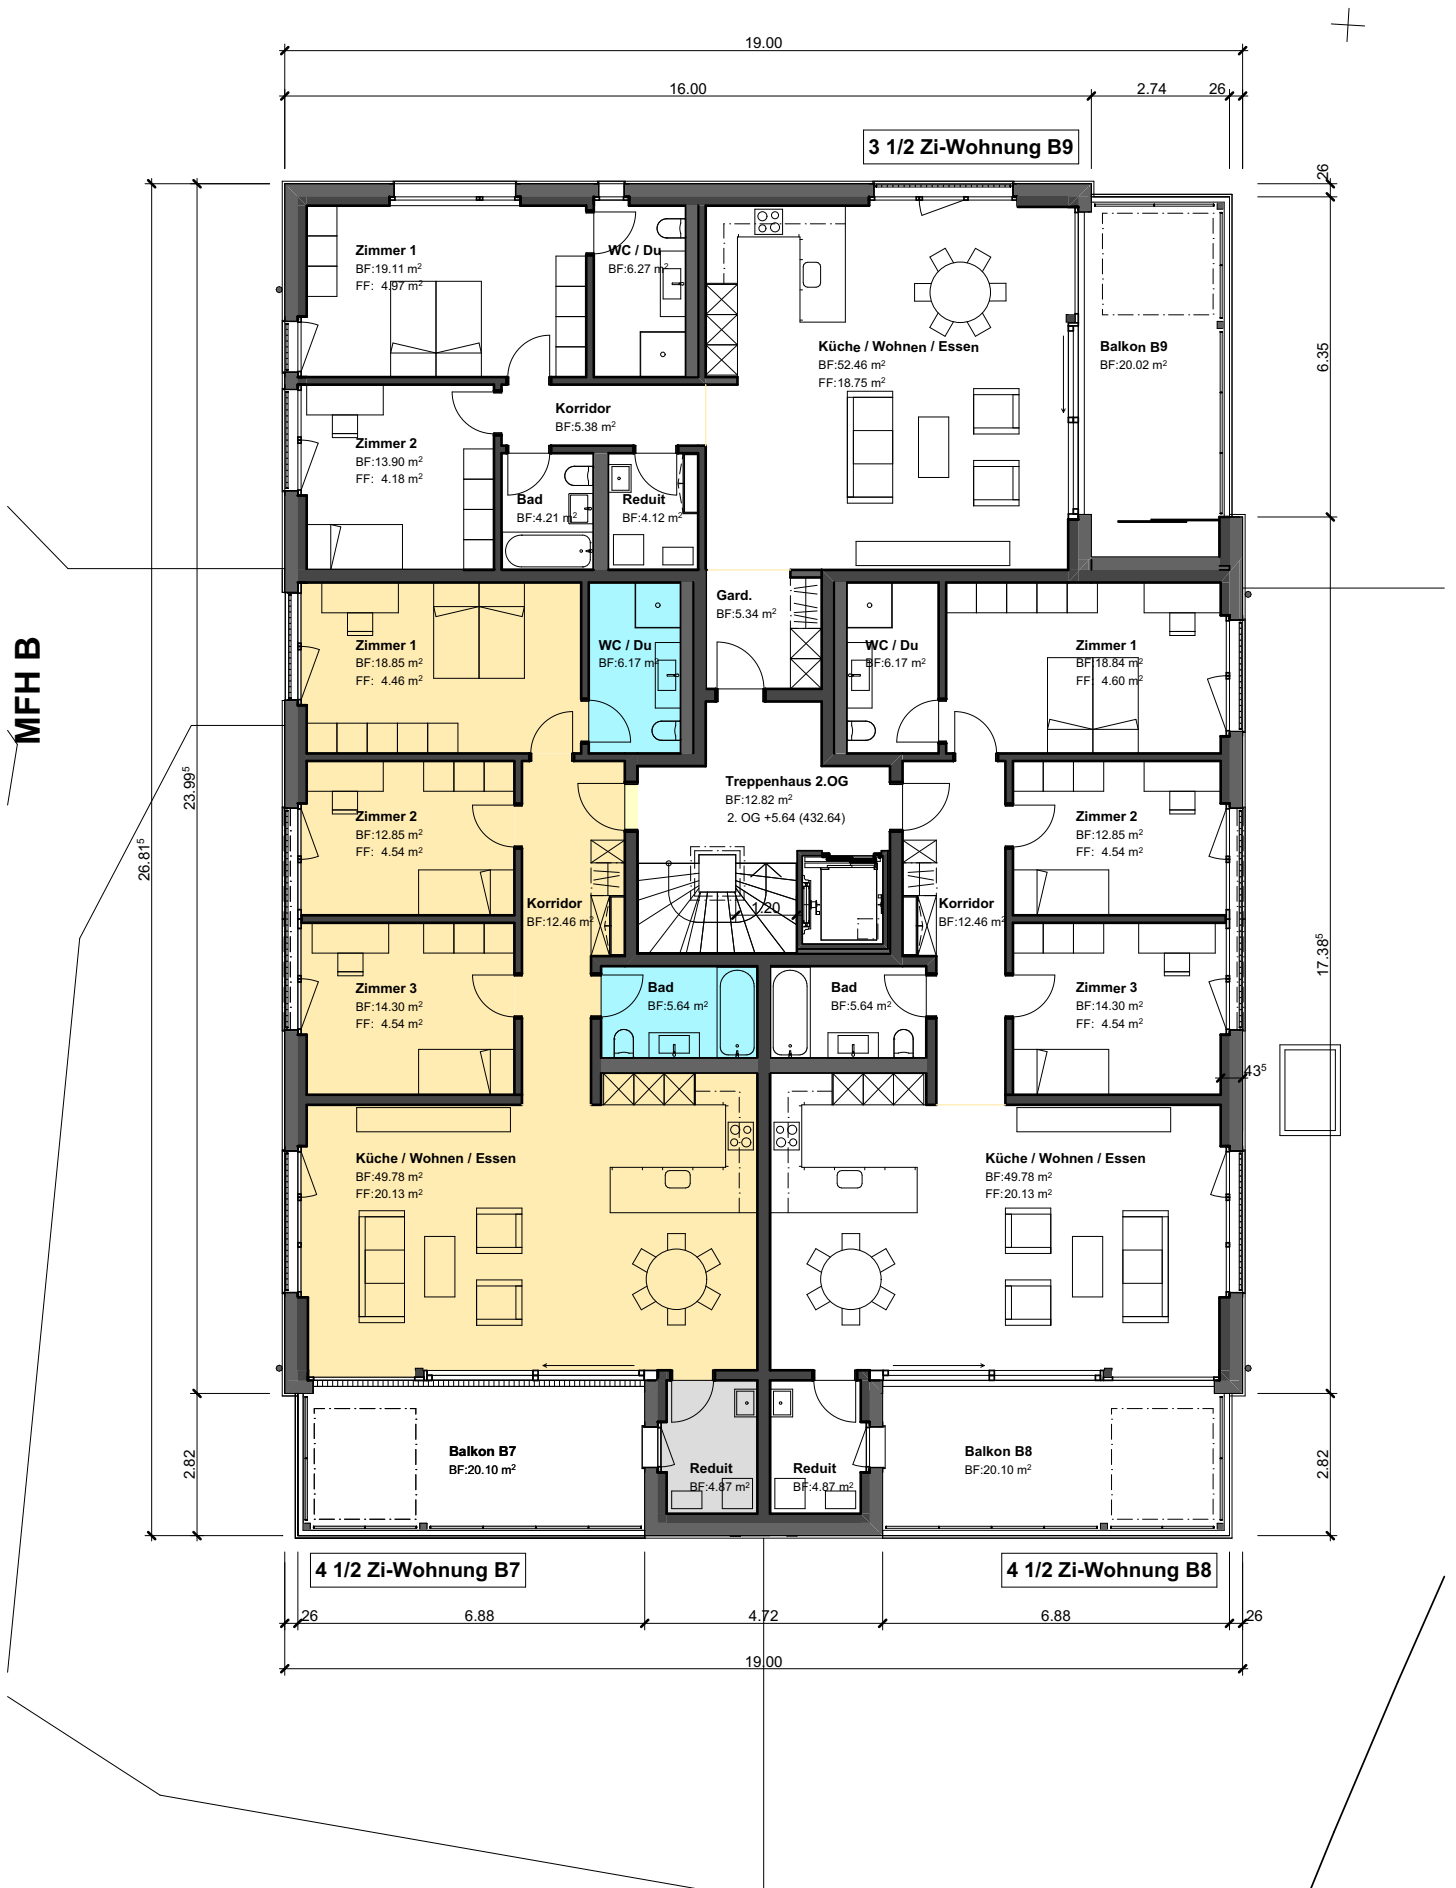 19.00
16.00
2.74
26
3 1/2 Zi-Wohnung B9
26
Zimmer 1
BF:19.11 m²
FF: 4.97 m²
WC / Du
BF:6.27 m²
Küche / Wohnen / Essen
BF:52.46 m²
FF:18.75 m²
Balkon B9
BF:20.02 m²
6.35
Korridor
BF:5.38 m²
Zimmer 2
BF:13.90 m²
FF: 4.18 m²
Bad
BF:4.21 m²
Reduit
BF:4.12 m²
Gard.
BF:5.34 m²
MFH B
Zimmer 1
BF:18.85 m²
FF: 4.46 m²
WC / Du
BF:6.17 m²
WC / Du
BF:6.17 m²
Zimmer 1
BF:18.84 m²
FF: 4.60 m²
23.99⁵
26.81⁵
Treppenhaus 2.OG
BF:12.82 m²
2. OG +5.64 (432.64)
Zimmer 2
BF:12.85 m²
FF: 4.54 m²
Zimmer 2
BF:12.85 m²
FF: 4.54 m²
Korridor
BF:12.46 m²
1.20
Korridor
BF:12.46 m²
17.38⁵
Zimmer 3
BF:14.30 m²
FF: 4.54 m²
Bad
BF:5.64 m²
Bad
BF:5.64 m²
Zimmer 3
BF:14.30 m²
FF: 4.54 m²
43⁵
Küche / Wohnen / Essen
BF:49.78 m²
FF:20.13 m²
Küche / Wohnen / Essen
BF:49.78 m²
FF:20.13 m²
2.82
Balkon B7
BF:20.10 m²
Reduit
BF:4.87 m²
Reduit
BF:4.87 m²
Balkon B8
BF:20.10 m²
2.82
4 1/2 Zi-Wohnung B7
4 1/2 Zi-Wohnung B8
26
6.88
4.72
6.88
26
19.00